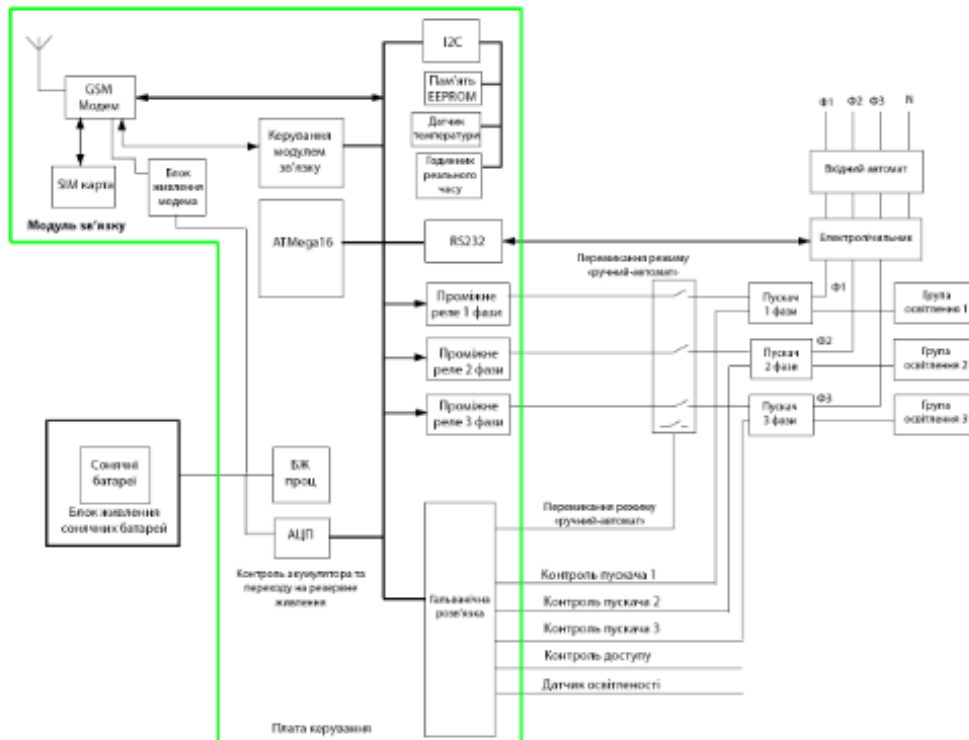 I2C
GSM
Модем
Пам'ять
EEPROM
Датчик
температури
Годинник
реального
часу
Керування
модулем
зв'язку
Блок
живлення
модема
SIM карта
Модуль зв'язку
Ф1 Ф2 Ф3 N
Вхідний автомат
Електролічильник
ATMega16
RS232
Перемикання режиму
«ручний-автомат»
Проміжне
реле 1 фази
Ф1
Пускач
1 фази
Група
освітлення 1
Проміжне
реле 2 фази
Ф2
Пускач
2 фази
Група
освітлення 2
Проміжне
реле 3 фази
Ф3
Пускач
3 фази
Група
освітлення 3
Сонячні
батареї
Блок живлення
сонячних батарей
БЖ
проц
АЦП
Контроль акумулятора та
переходу на резервне
живлення
Перемикання режиму
«ручний-автомат»
Гальванічна
розв'язка
Контроль пускача 1
Контроль пускача 2
Контроль пускача 3
Контроль доступу
Датчик освітленості
Плата керування